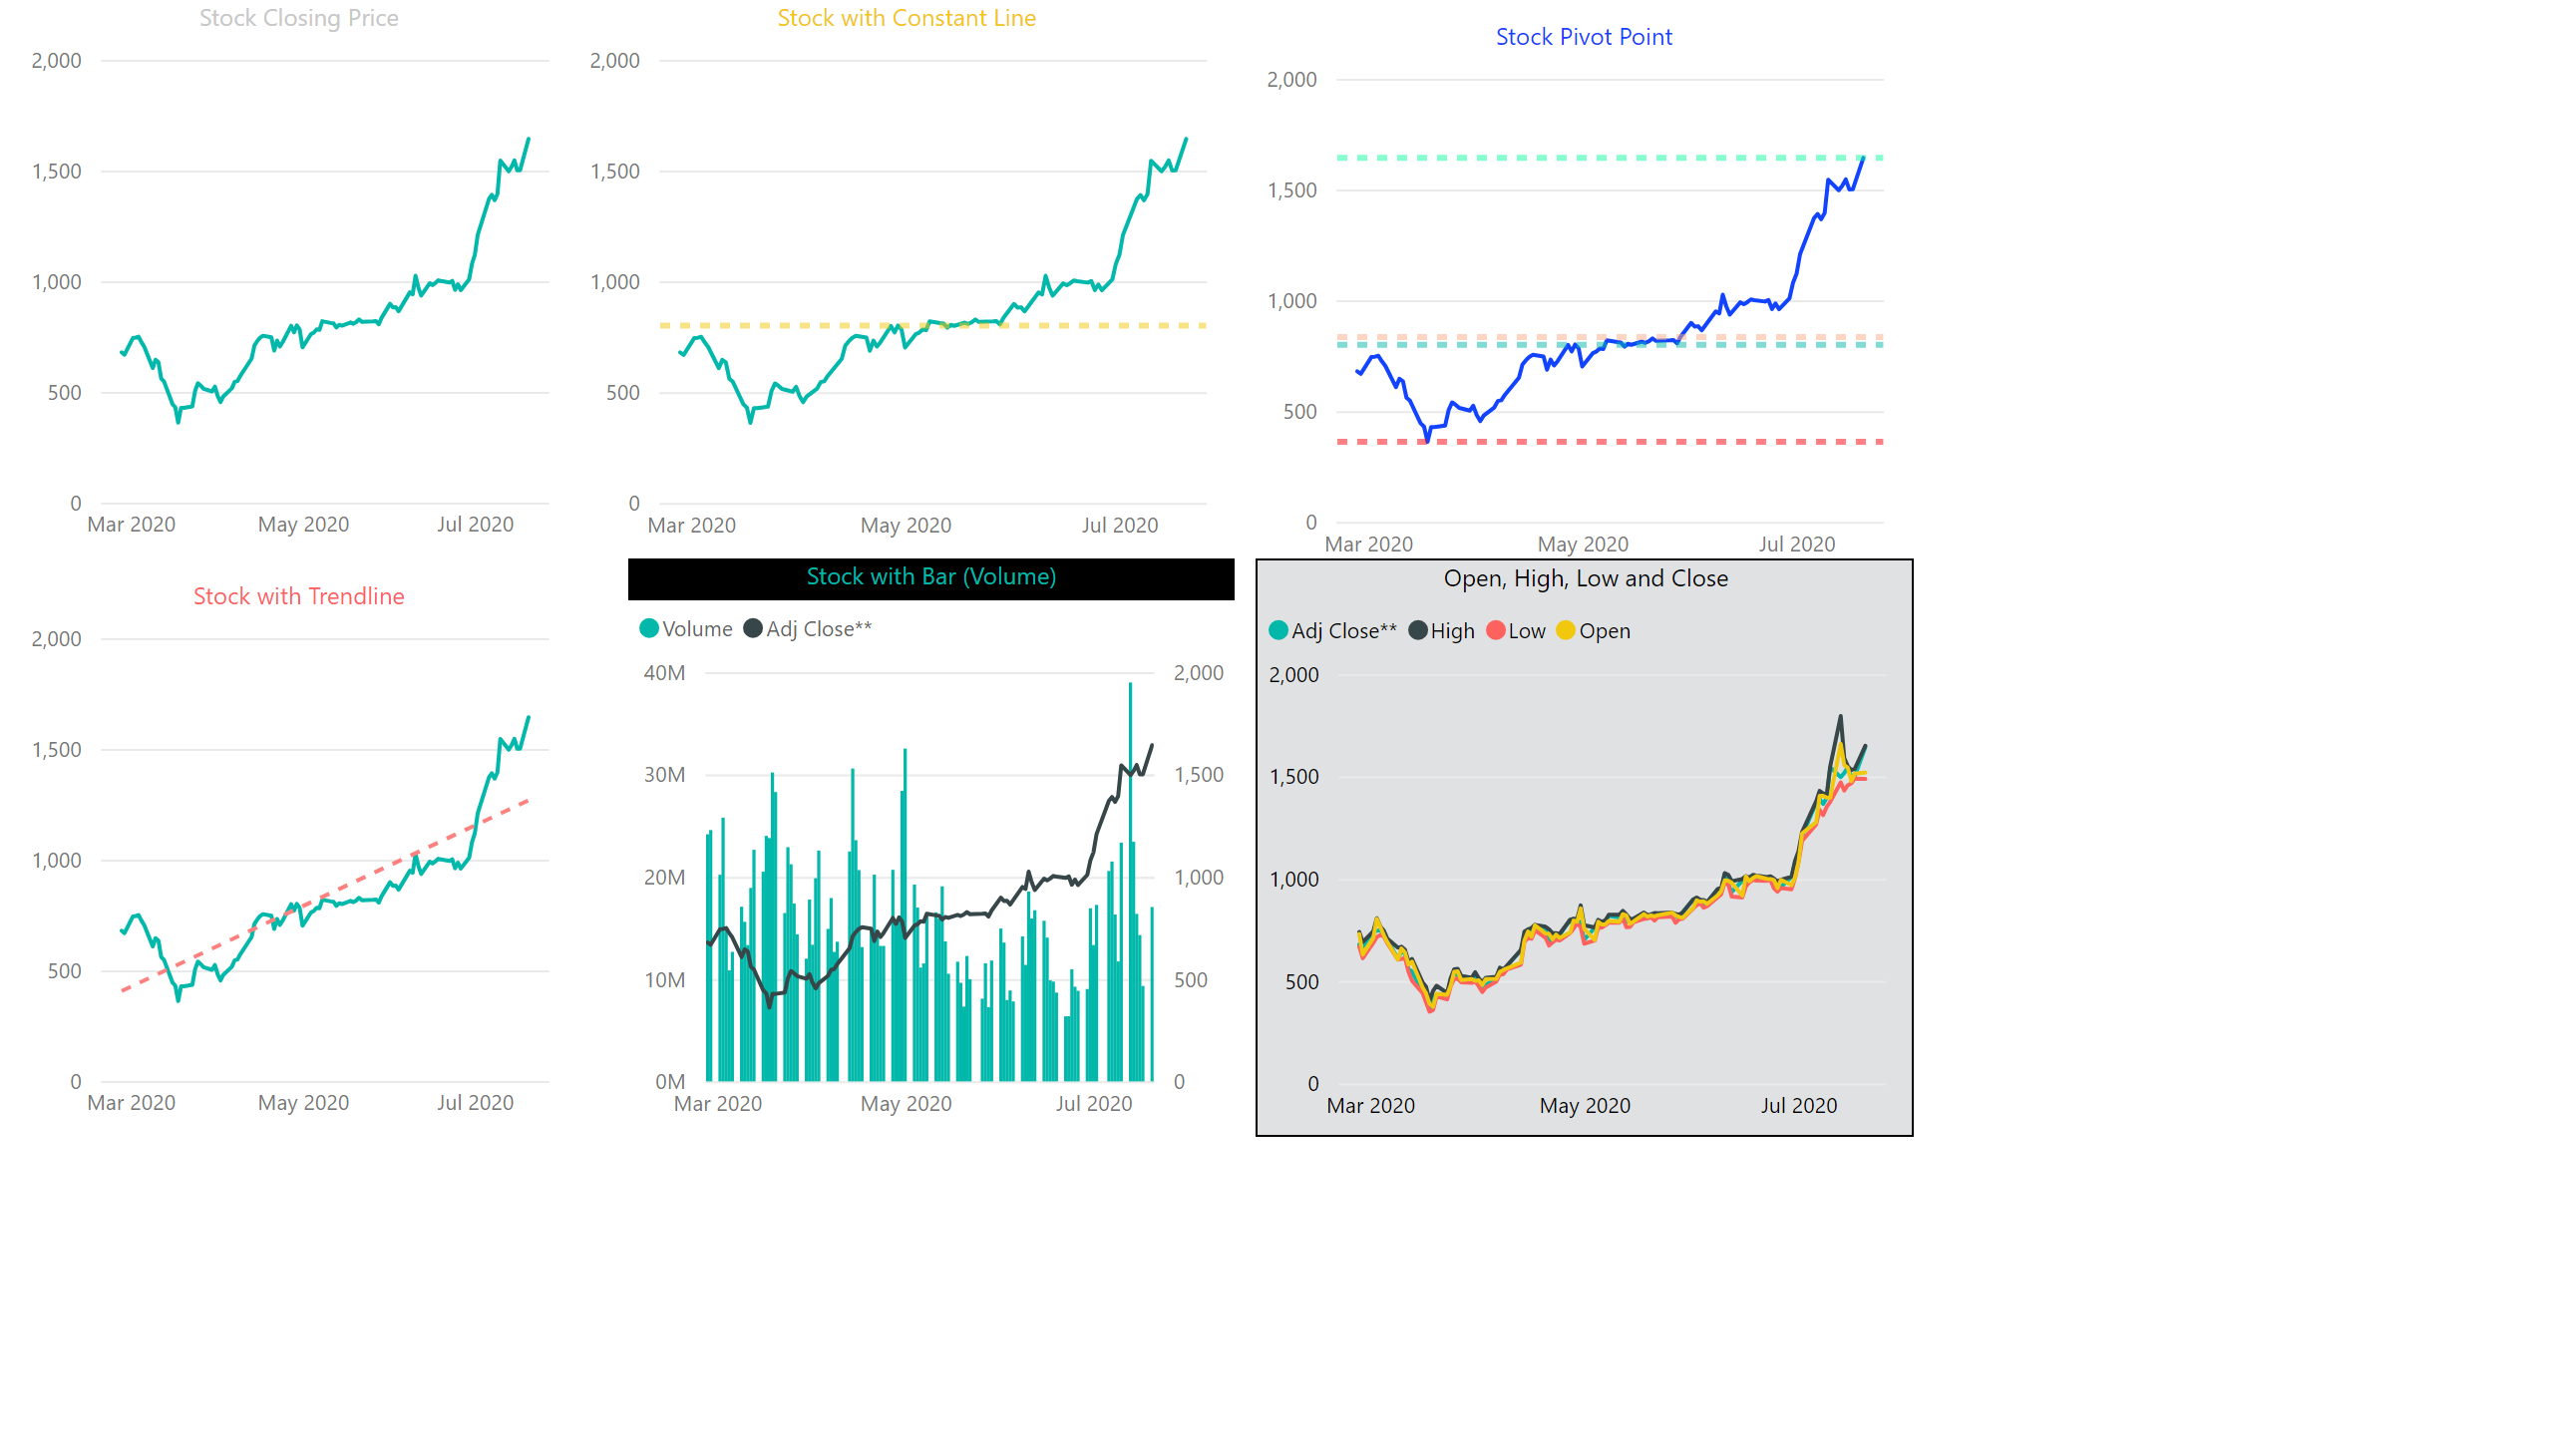 Stock Closing Price
2,000
1,500
1,000
500
0
Mar 2020 May 2020 Jul 2020
Stock with Constant Line
2,000
1,500
1,000
500
0
Mar 2020 May 2020 Jul 2020
Stock Pivot Point
2,000
1,500
1,000
500
0
Mar 2020 May 2020 Jul 2020
Stock with Trendline
2,000
1,500
1,000
500
0
Mar 2020 May 2020 Jul 2020
Stock with Bar (Volume)
Volume Adj Close**
40M 2,000
30M 1,500
20M 1,000
10M 500
0M 0
Mar 2020 May 2020 Jul 2020
Open, High, Low and Close
Adj Close** High Low Open
2,000
1,500
1,000
500
0
Mar 2020 May 2020 Jul 2020